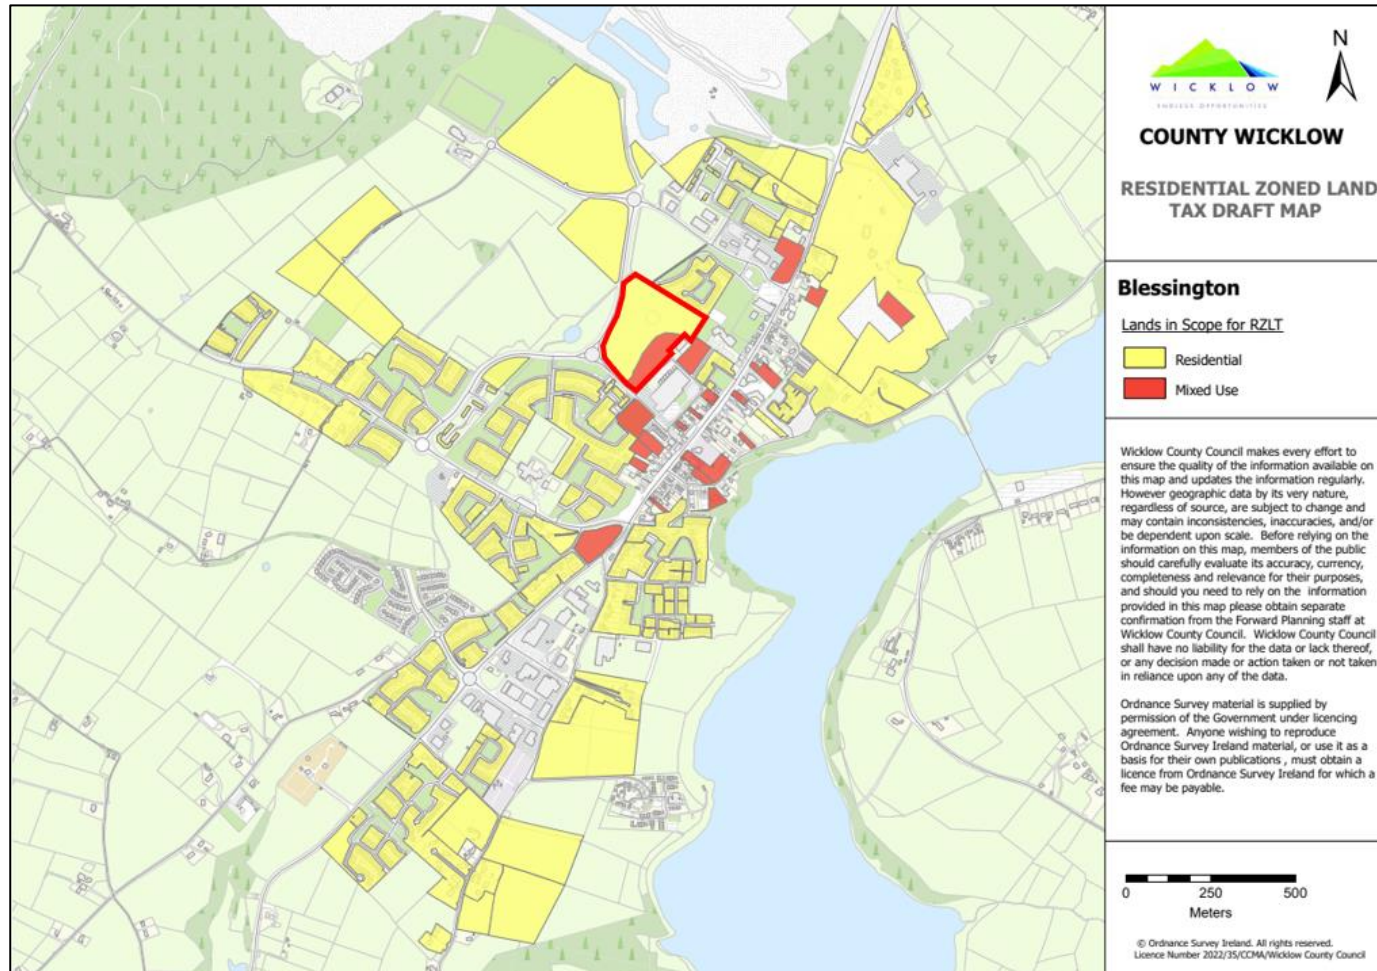 WICKLOW
ENDLESS OPPORTUNITIES
N
COUNTY WICKLOW
RESIDENTIAL ZONED LAND
TAX DRAFT MAP
Blessington
Lands in Scope for RZLT
Residential
Mixed Use
Wicklow County Council makes every effort to
ensure the quality of the information available on
this map and updates the information regularly.
However geographic data by its very nature,
regardless of source, are subject to change and
may contain inconsistencies, inaccuracies, and/or
be dependent upon scale. Before relying on the
information on this map, members of the public
should carefully evaluate its accuracy, currency,
completeness and relevance for their purposes,
and should you need to rely on the information
provided in this map please obtain separate
confirmation from the Forward Planning staff at
Wicklow County Council. Wicklow County Council
shall have no liability for the data or lack thereof,
or any decision made or action taken or not taken
in reliance upon any of the data.
Ordnance Survey material is supplied by
permission of the Government under licencing
agreement. Anyone wishing to reproduce
Ordnance Survey Ireland material, or use it as a
basis for their own publications , must obtain a
licence from Ordnance Survey Ireland for which a
fee may be payable.
0 250 500
Meters
© Ordnance Survey Ireland. All rights reserved.
Licence Number 2022/35/CCMA/Wicklow County Council